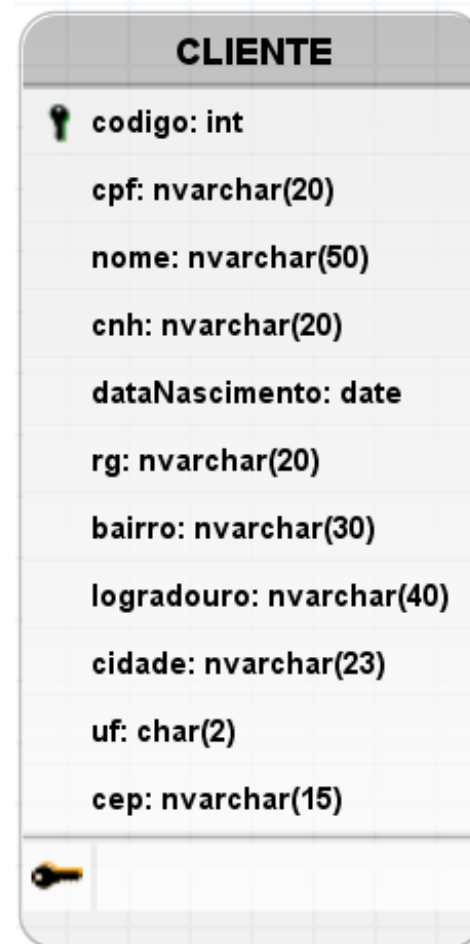 CLIENTE
codigo: int
cpf: nvarchar(20)
nome: nvarchar(50)
cnh: nvarchar(20)
dataNascimento: date
rg: nvarchar(20)
bairro: nvarchar(30)
logradouro: nvarchar(40)
cidade: nvarchar(23)
uf: char(2)
cep: nvarchar(15)